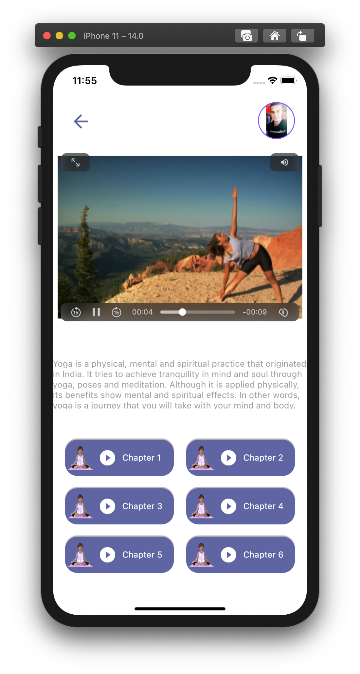 iPhone 11 – 14.0
11:55
00:04
-00:09
Yoga is a physical, mental and spiritual practice that originated
in India. It tries to achieve tranquility in mind and soul through
yoga, poses and meditation. Although it is applied physically,
its benefits show mental and spiritual effects. In other words,
yoga is a journey that you will take with your mind and body.
Chapter 1
Chapter 2
Chapter 3
Chapter 4
Chapter 5
Chapter 6